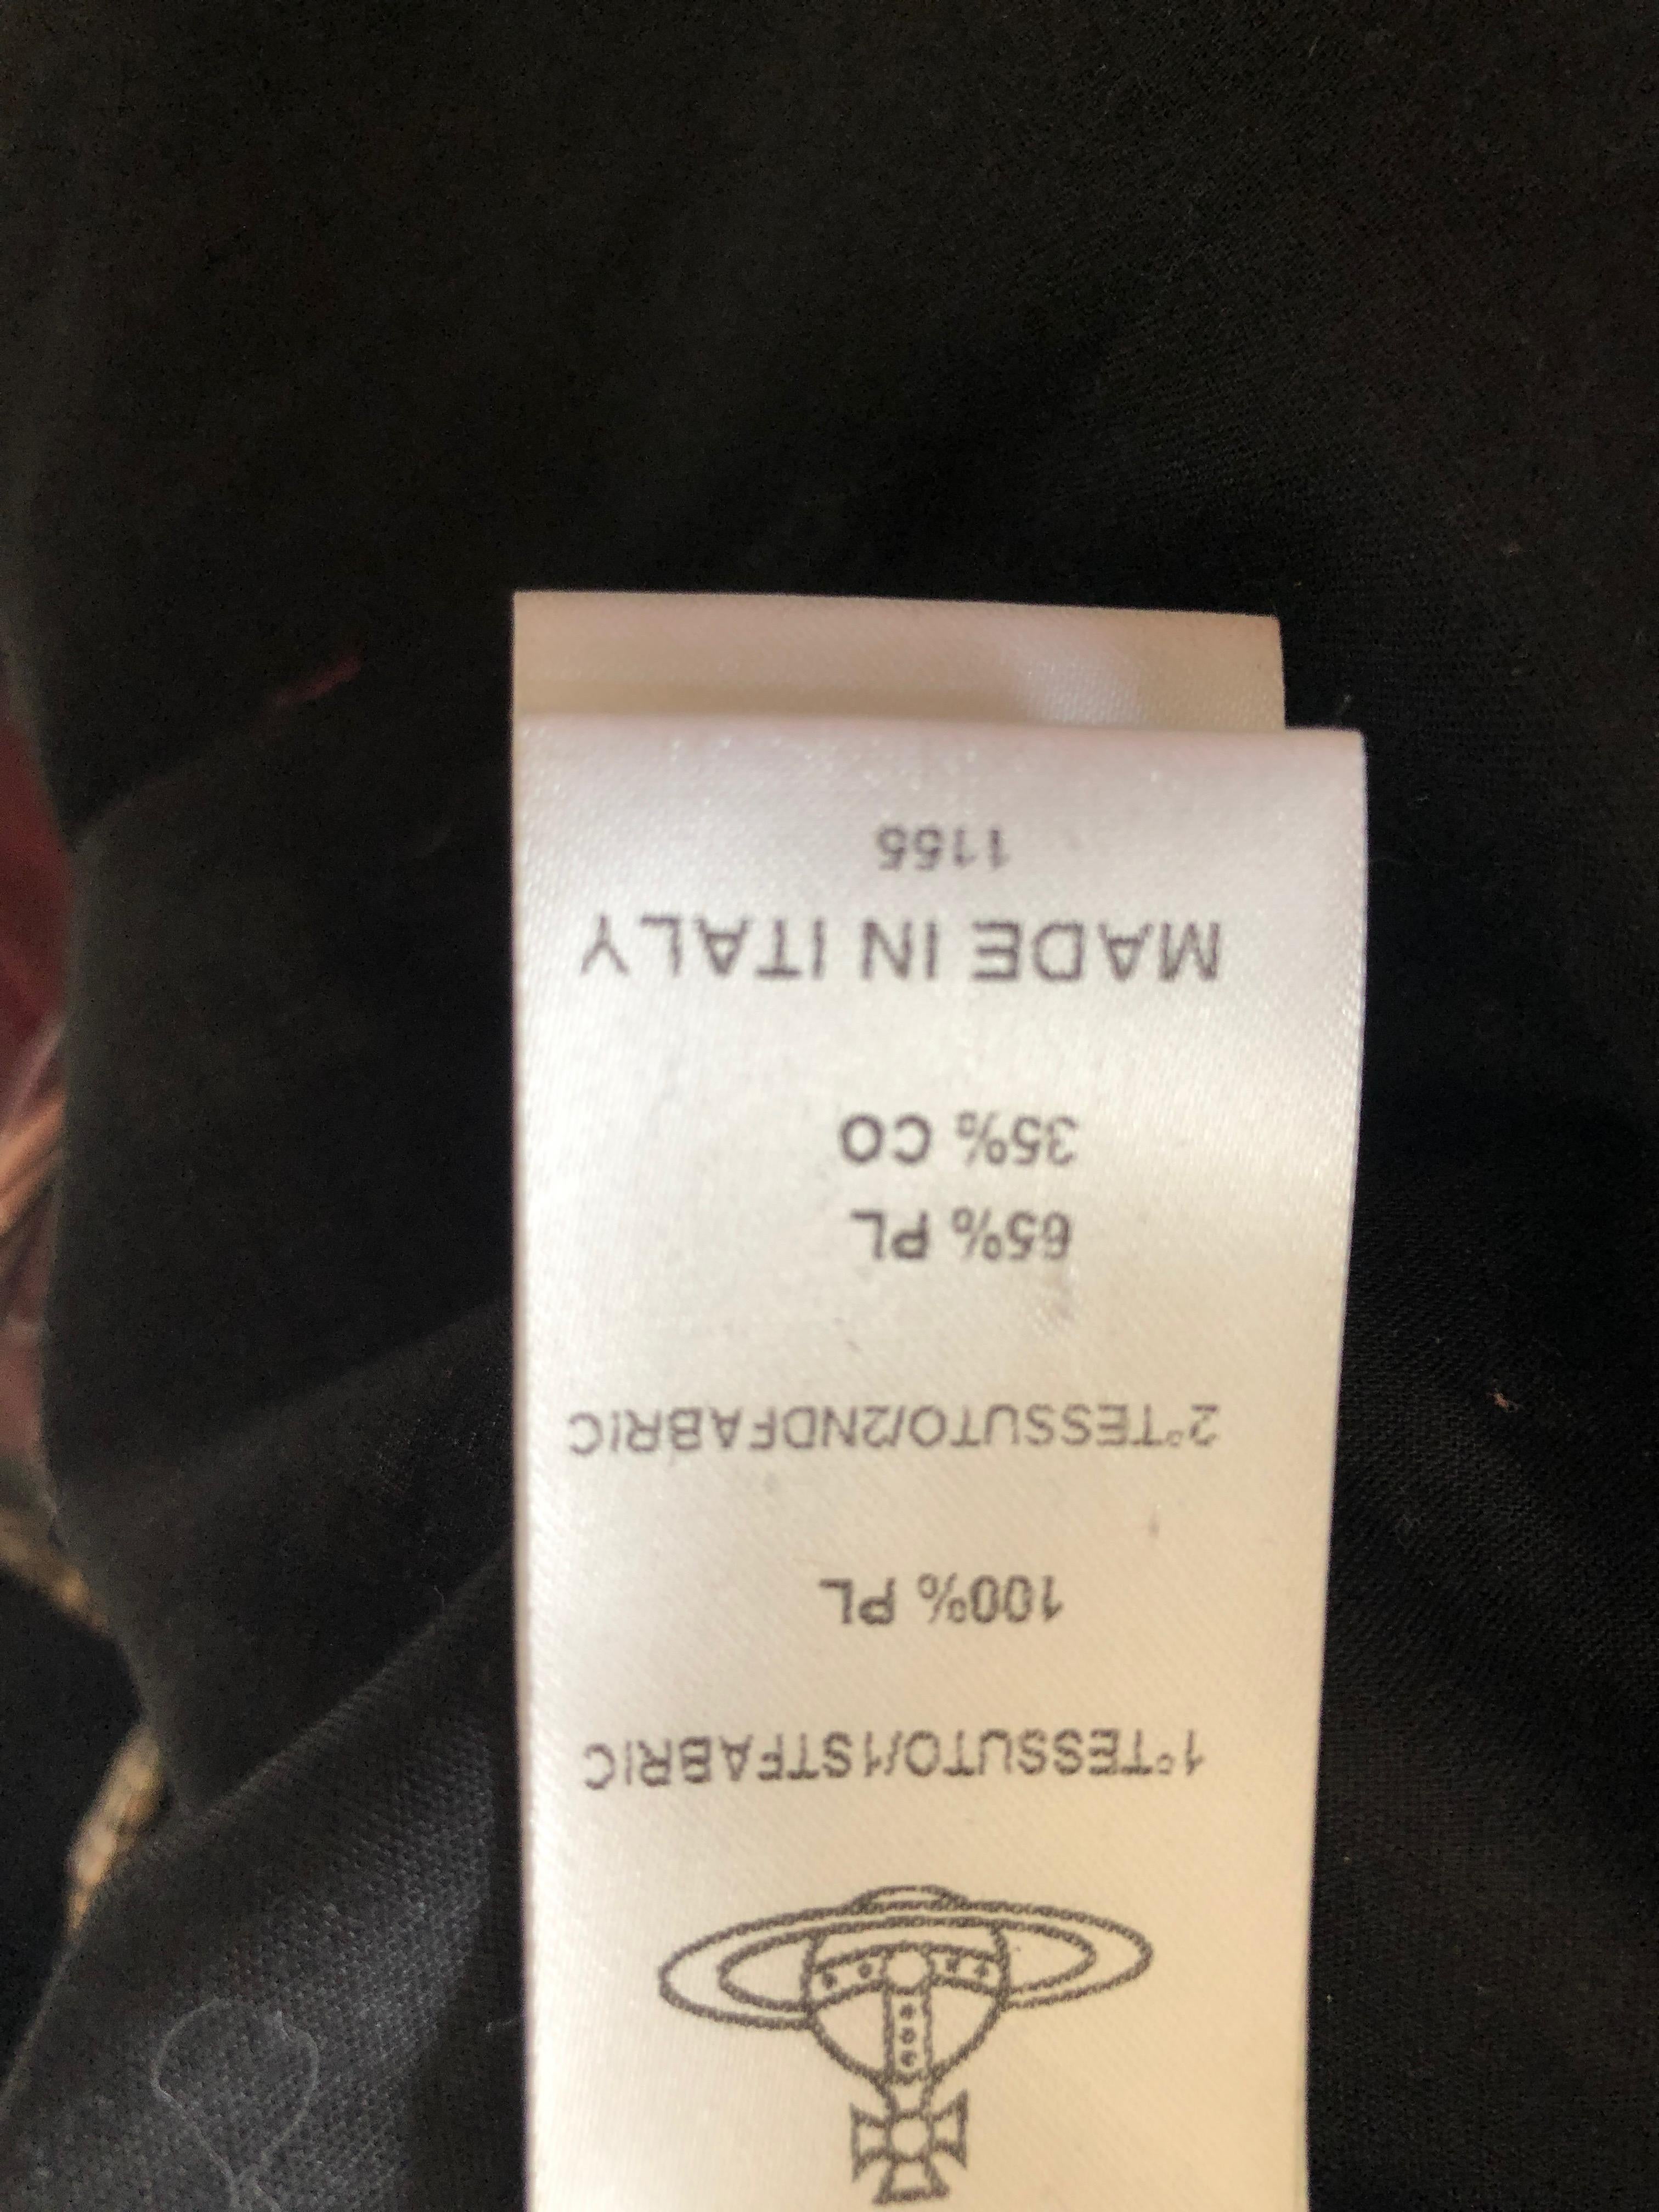 1°TESSUTO/1STFABRIC
100% PL
2°TESSUTO/2NDFABRIC
65% PL
35% CO
MADE IN ITALY
1155